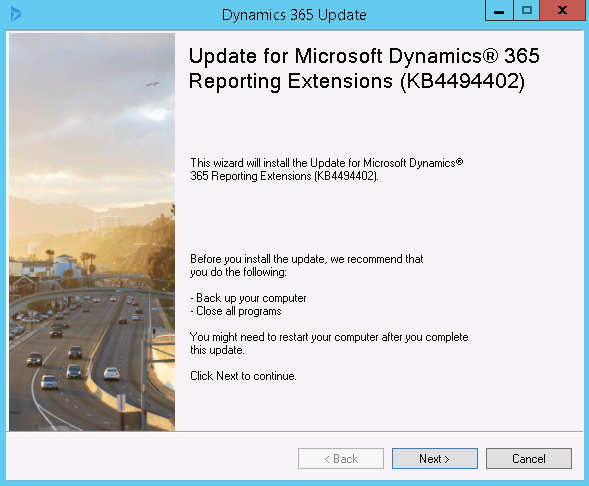 Dynamics 365 Update
Update for Microsoft Dynamics® 365
Reporting Extensions (KB4494402)
This wizard will install the Update for Microsoft Dynamics®
365 Reporting Extensions (KB4494402).
Before you install the update, we recommend that
you do the following:
- Back up your computer
- Close all programs
You might need to restart your computer after you complete
this update.
Click Next to continue.
< Back
Next >
Cancel